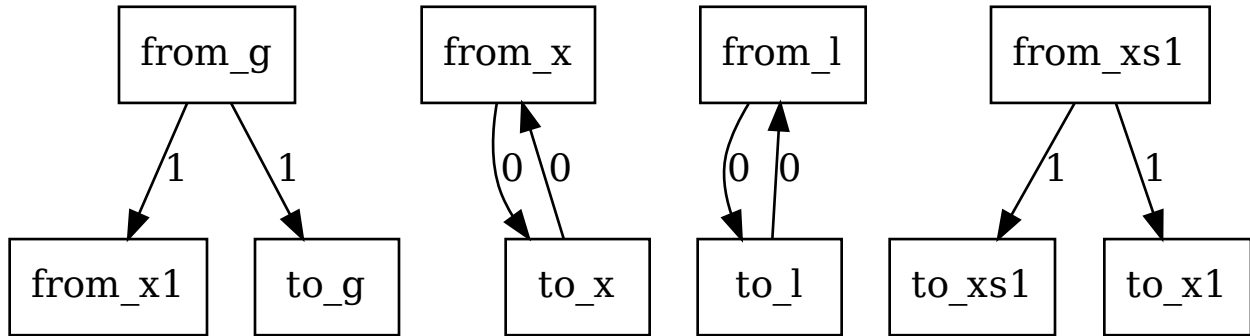 from_g
from_x
from_l
from_xs1
1
1
0
0
0
0
1
1
from_x1
to_g
to_x
to_l
to_xs1
to_x1